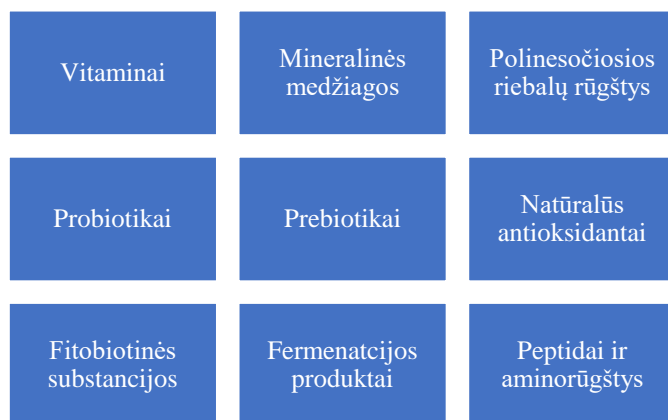 Vitaminai
Mineralinės
medžiagos
Polinesočiosios
riebalų rūgštys
Probiotikai
Prebiotikai
Natūralūs
antioksidantai
Fitobiotinės
substancijos
Fermenatcijos
produktai
Peptidai ir
aminorūgštys